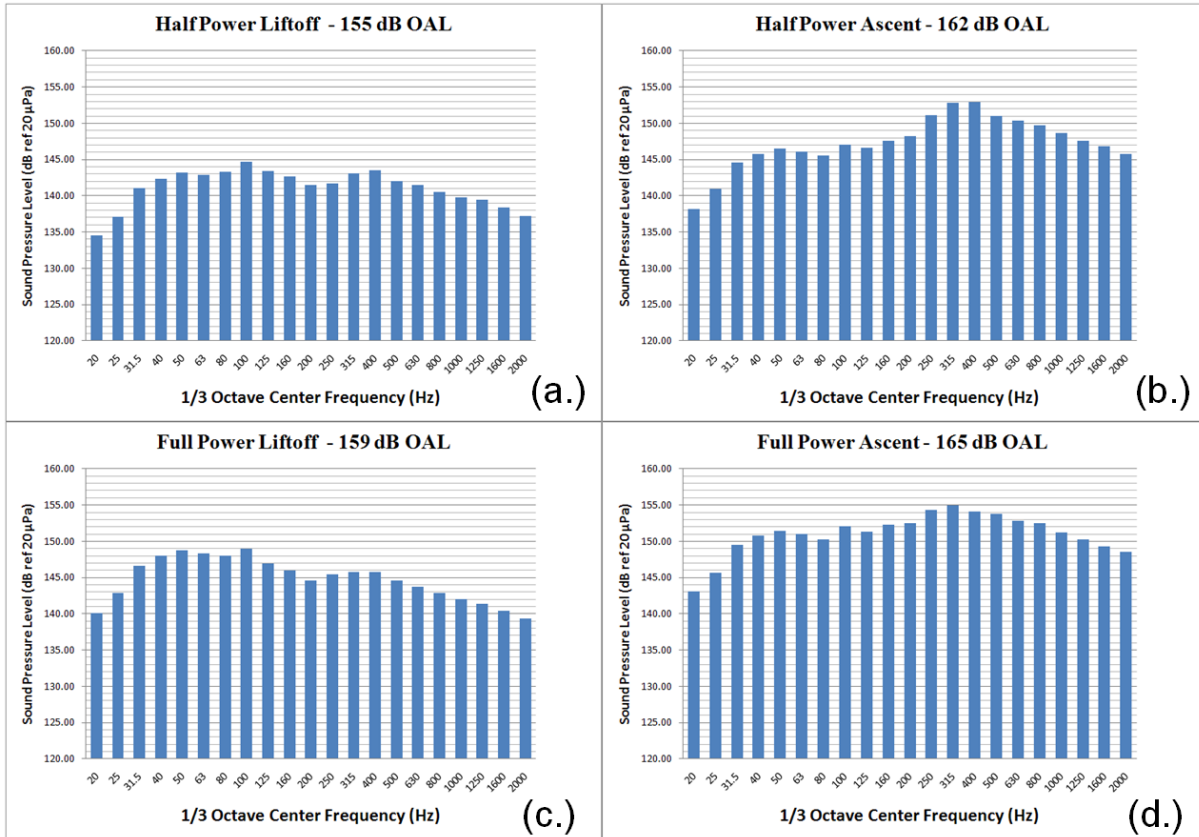 Half Power Liftoff - 155 dB OAL
Sound Pressure Level (dB ref 20 µPa)
160.00
155.00
150.00
145.00
140.00
135.00
130.00
125.00
120.00
20 25 31.5 40 50 63 80 100 125 160 200 250 315 400 500 630 800 1000 1250 1600 2000
1/3 Octave Center Frequency (Hz)
(a.)
Half Power Ascent - 162 dB OAL
Sound Pressure Level (dB ref 20 µPa)
160.00
155.00
150.00
145.00
140.00
135.00
130.00
125.00
120.00
20 25 31.5 40 50 63 80 100 125 160 200 250 315 400 500 630 800 1000 1250 1600 2000
1/3 Octave Center Frequency (Hz)
(b.)
Full Power Liftoff - 159 dB OAL
Sound Pressure Level (dB ref 20 µPa)
160.00
155.00
150.00
145.00
140.00
135.00
130.00
125.00
120.00
20 25 31.5 40 50 63 80 100 125 160 200 250 315 400 500 630 800 1000 1250 1600 2000
1/3 Octave Center Frequency (Hz)
(c.)
Full Power Ascent - 165 dB OAL
Sound Pressure Level (dB ref 20 µPa)
160.00
155.00
150.00
145.00
140.00
135.00
130.00
125.00
120.00
20 25 31.5 40 50 63 80 100 125 160 200 250 315 400 500 630 800 1000 1250 1600 2000
1/3 Octave Center Frequency (Hz)
(d.)